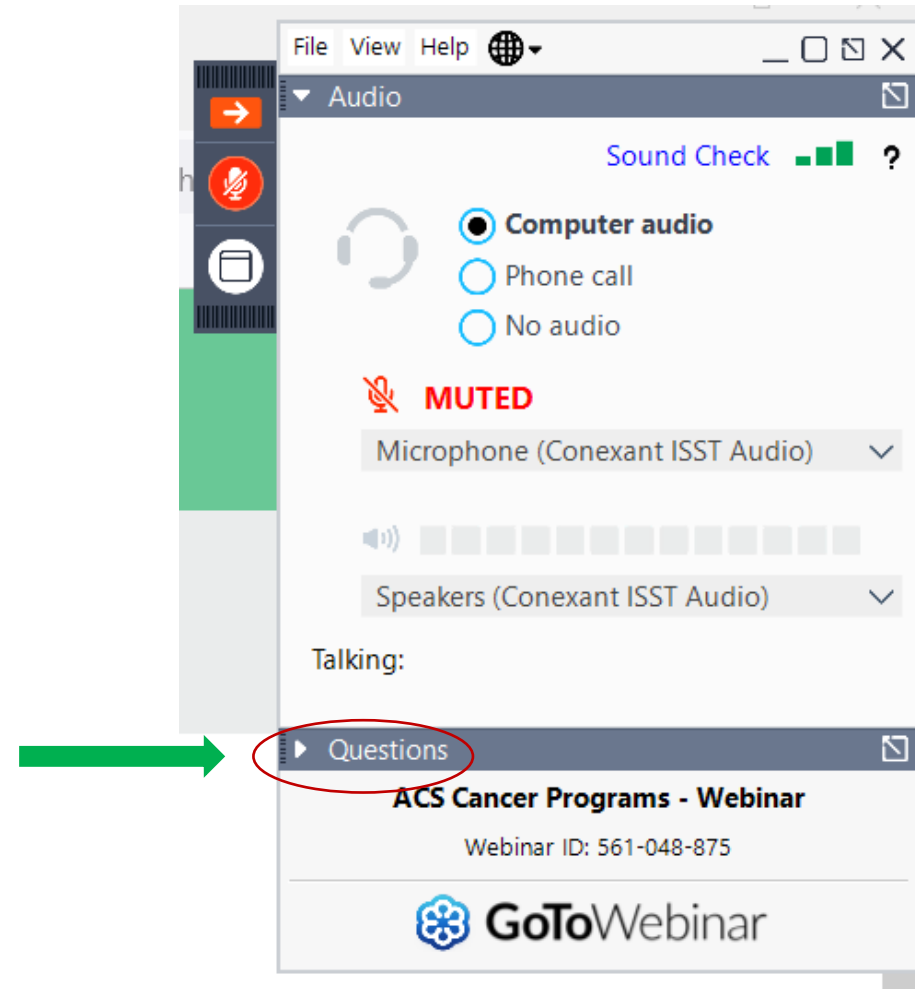 File View Help
Audio
Sound Check ?
h
Computer audio
Phone call
No audio
MUTED
Microphone (Conexant ISST Audio)
Speakers (Conexant ISST Audio)
Talking:
Questions
ACS Cancer Programs - Webinar
Webinar ID: 561-048-875
GoToWebinar